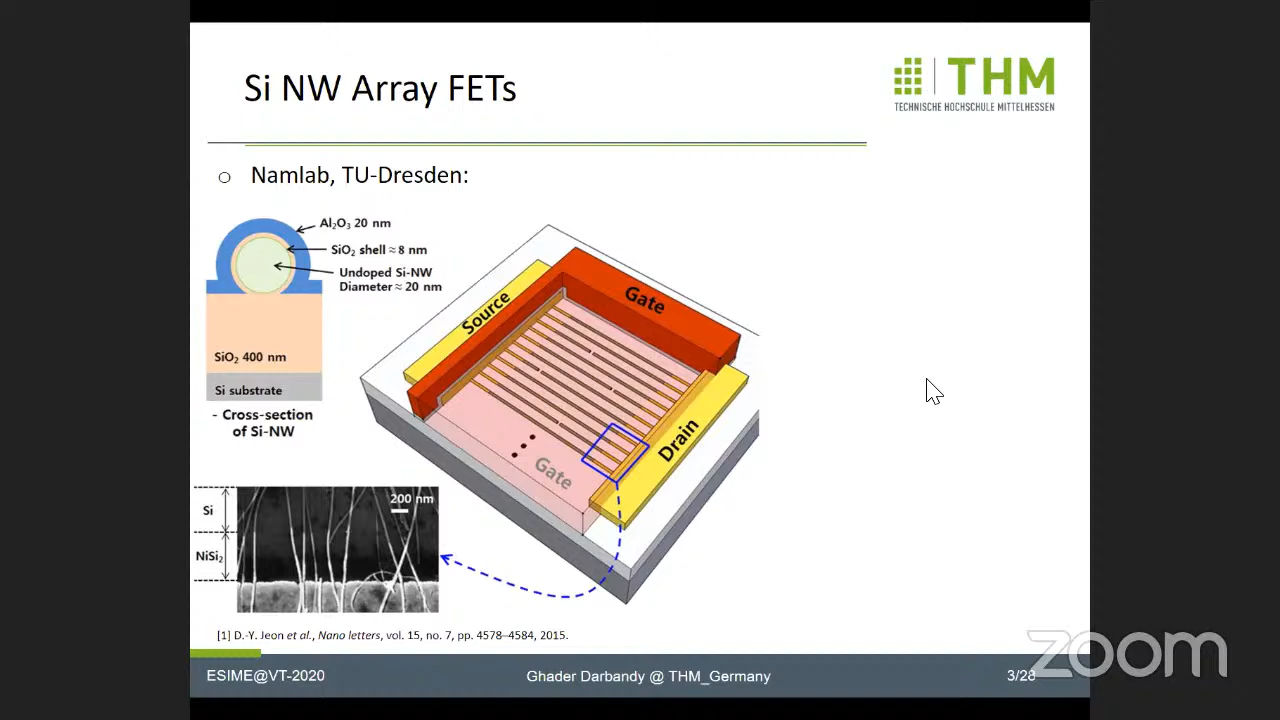 Si NW Array FETs
THM
TECHNISCHE HOCHSCHULE MITTELHESSEN
o Namlab, TU-Dresden:
Al₂O₃ 20 nm
SiO₂ shell ≈ 8 nm
Undoped Si-NW
Diameter ≈ 20 nm
SiO₂ 400 nm
Si substrate
- Cross-section
of Si-NW
Source
Gate
Drain
Gate
200 nm
Si
NiSi₂
[1] D.-Y. Jeon et al., Nano letters, vol. 15, no. 7, pp. 4578–4584, 2015.
ESIME@VT-2020
Ghader Darbandy @ THM_Germany
3/28
zoom